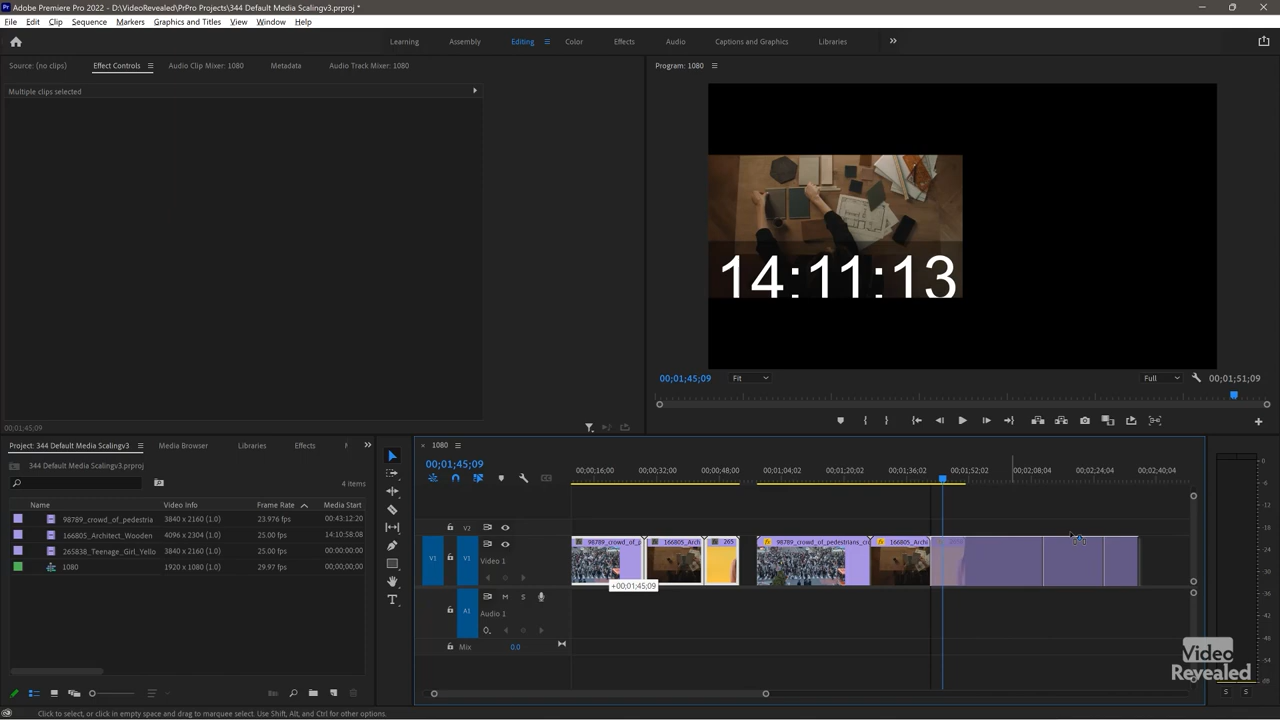 Adobe Premiere Pro 2022 - D:\VideoRevealed\PrPro Projects\344 Default Media Scalingv3.prproj *
File Edit Clip Sequence Markers Graphics and Titles View Window Help
Learning Assembly Editing Color Effects Audio Captions and Graphics Libraries
Source: (no clips) Effect Controls Audio Clip Mixer: 1080 Metadata Audio Track Mixer: 1080
Program: 1080
Multiple clips selected
14:11:13
00;01;45;09 Fit Full 00;01;51;09
00;01;45;09
Project: 344 Default Media Scalingv3 Media Browser Libraries Effects
344 Default Media Scalingv3.prproj
4 items
Name Video Info Frame Rate Media Start
98789_crowd_of_pedestria 3840 x 2160 (1.0) 23.976 fps 00:43:12:20
166805_Architect_Wooden 4096 x 2304 (1.0) 25.00 fps 14:10:58:08
265838_Teenage_Girl_Yello 3840 x 2160 (1.0) 25.00 fps 00:00:00:00
1080 1920 x 1080 (1.0) 29.97 fps 00;00;00;00
× 1080
00;01;45;09
00;00;16;00 00;00;32;00 00;00;48;00 00;01;04;02 00;01;20;02 00;01;36;02 00;01;52;02 00;02;08;04 00;02;24;04 00;02;40;04
V2
V1 V1 Video 1
98789_crowd_of_p 166805_Arch 265 98789_crowd_of_pedestrians_cr 166805_Archi
+00;01;45;09
A1 M S
Audio 1
Mix 0.0
0
S S
Video
Revealed
Click to select, or click in empty space and drag to marquee select. Use Shift, Alt, and Ctrl for other options.